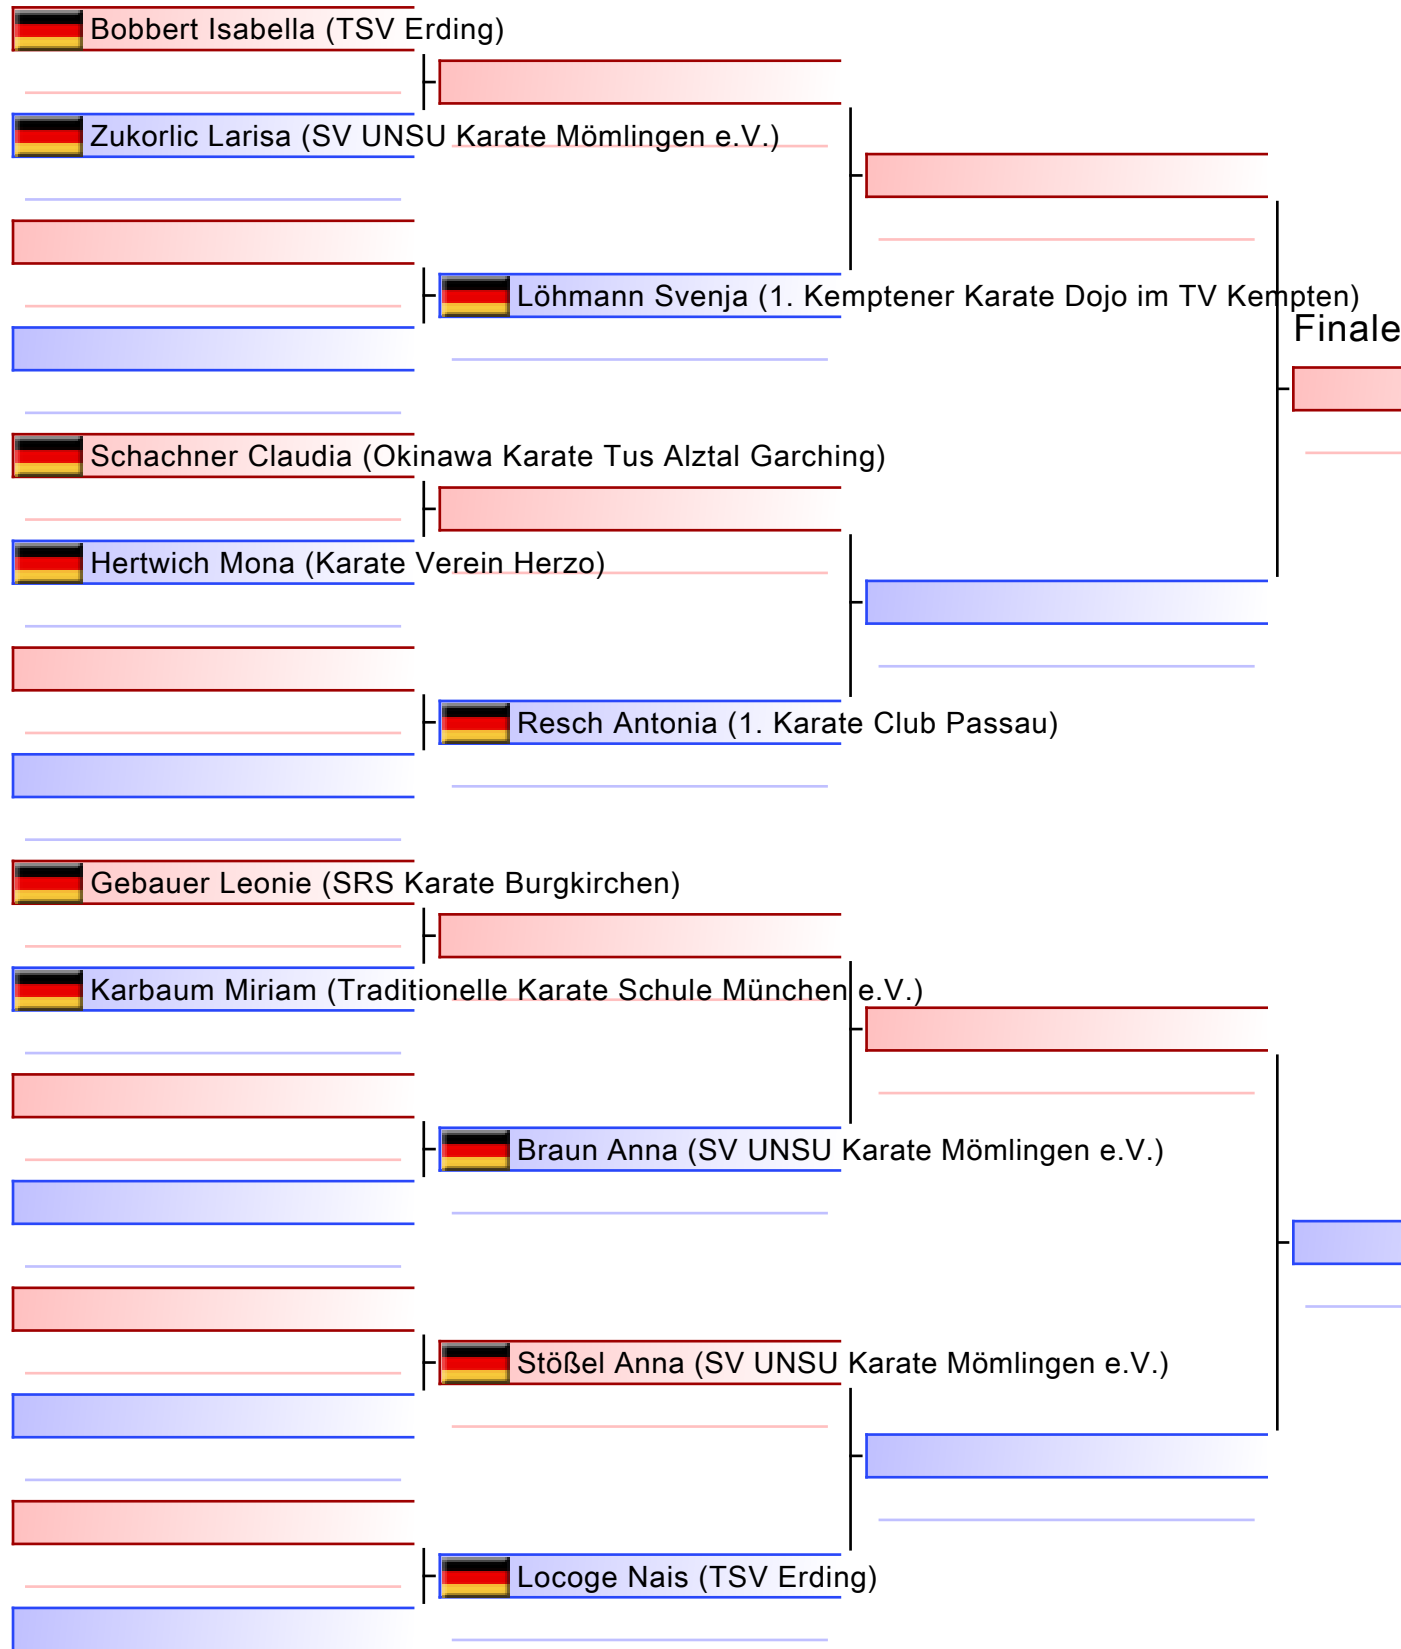 Bobbert Isabella (TSV Erding)
Zukorlic Larisa (SV UNSU Karate Mömlingen e.V.)
Löhmann Svenja (1. Kemptener Karate Dojo im TV Kempten)
Finale
Schachner Claudia (Okinawa Karate Tus Alztal Garching)
Hertwich Mona (Karate Verein Herzo)
Resch Antonia (1. Karate Club Passau)
Gebauer Leonie (SRS Karate Burgkirchen)
Karbaum Miriam (Traditionelle Karate Schule München e.V.)
Braun Anna (SV UNSU Karate Mömlingen e.V.)
Stößel Anna (SV UNSU Karate Mömlingen e.V.)
Locoge Nais (TSV Erding)